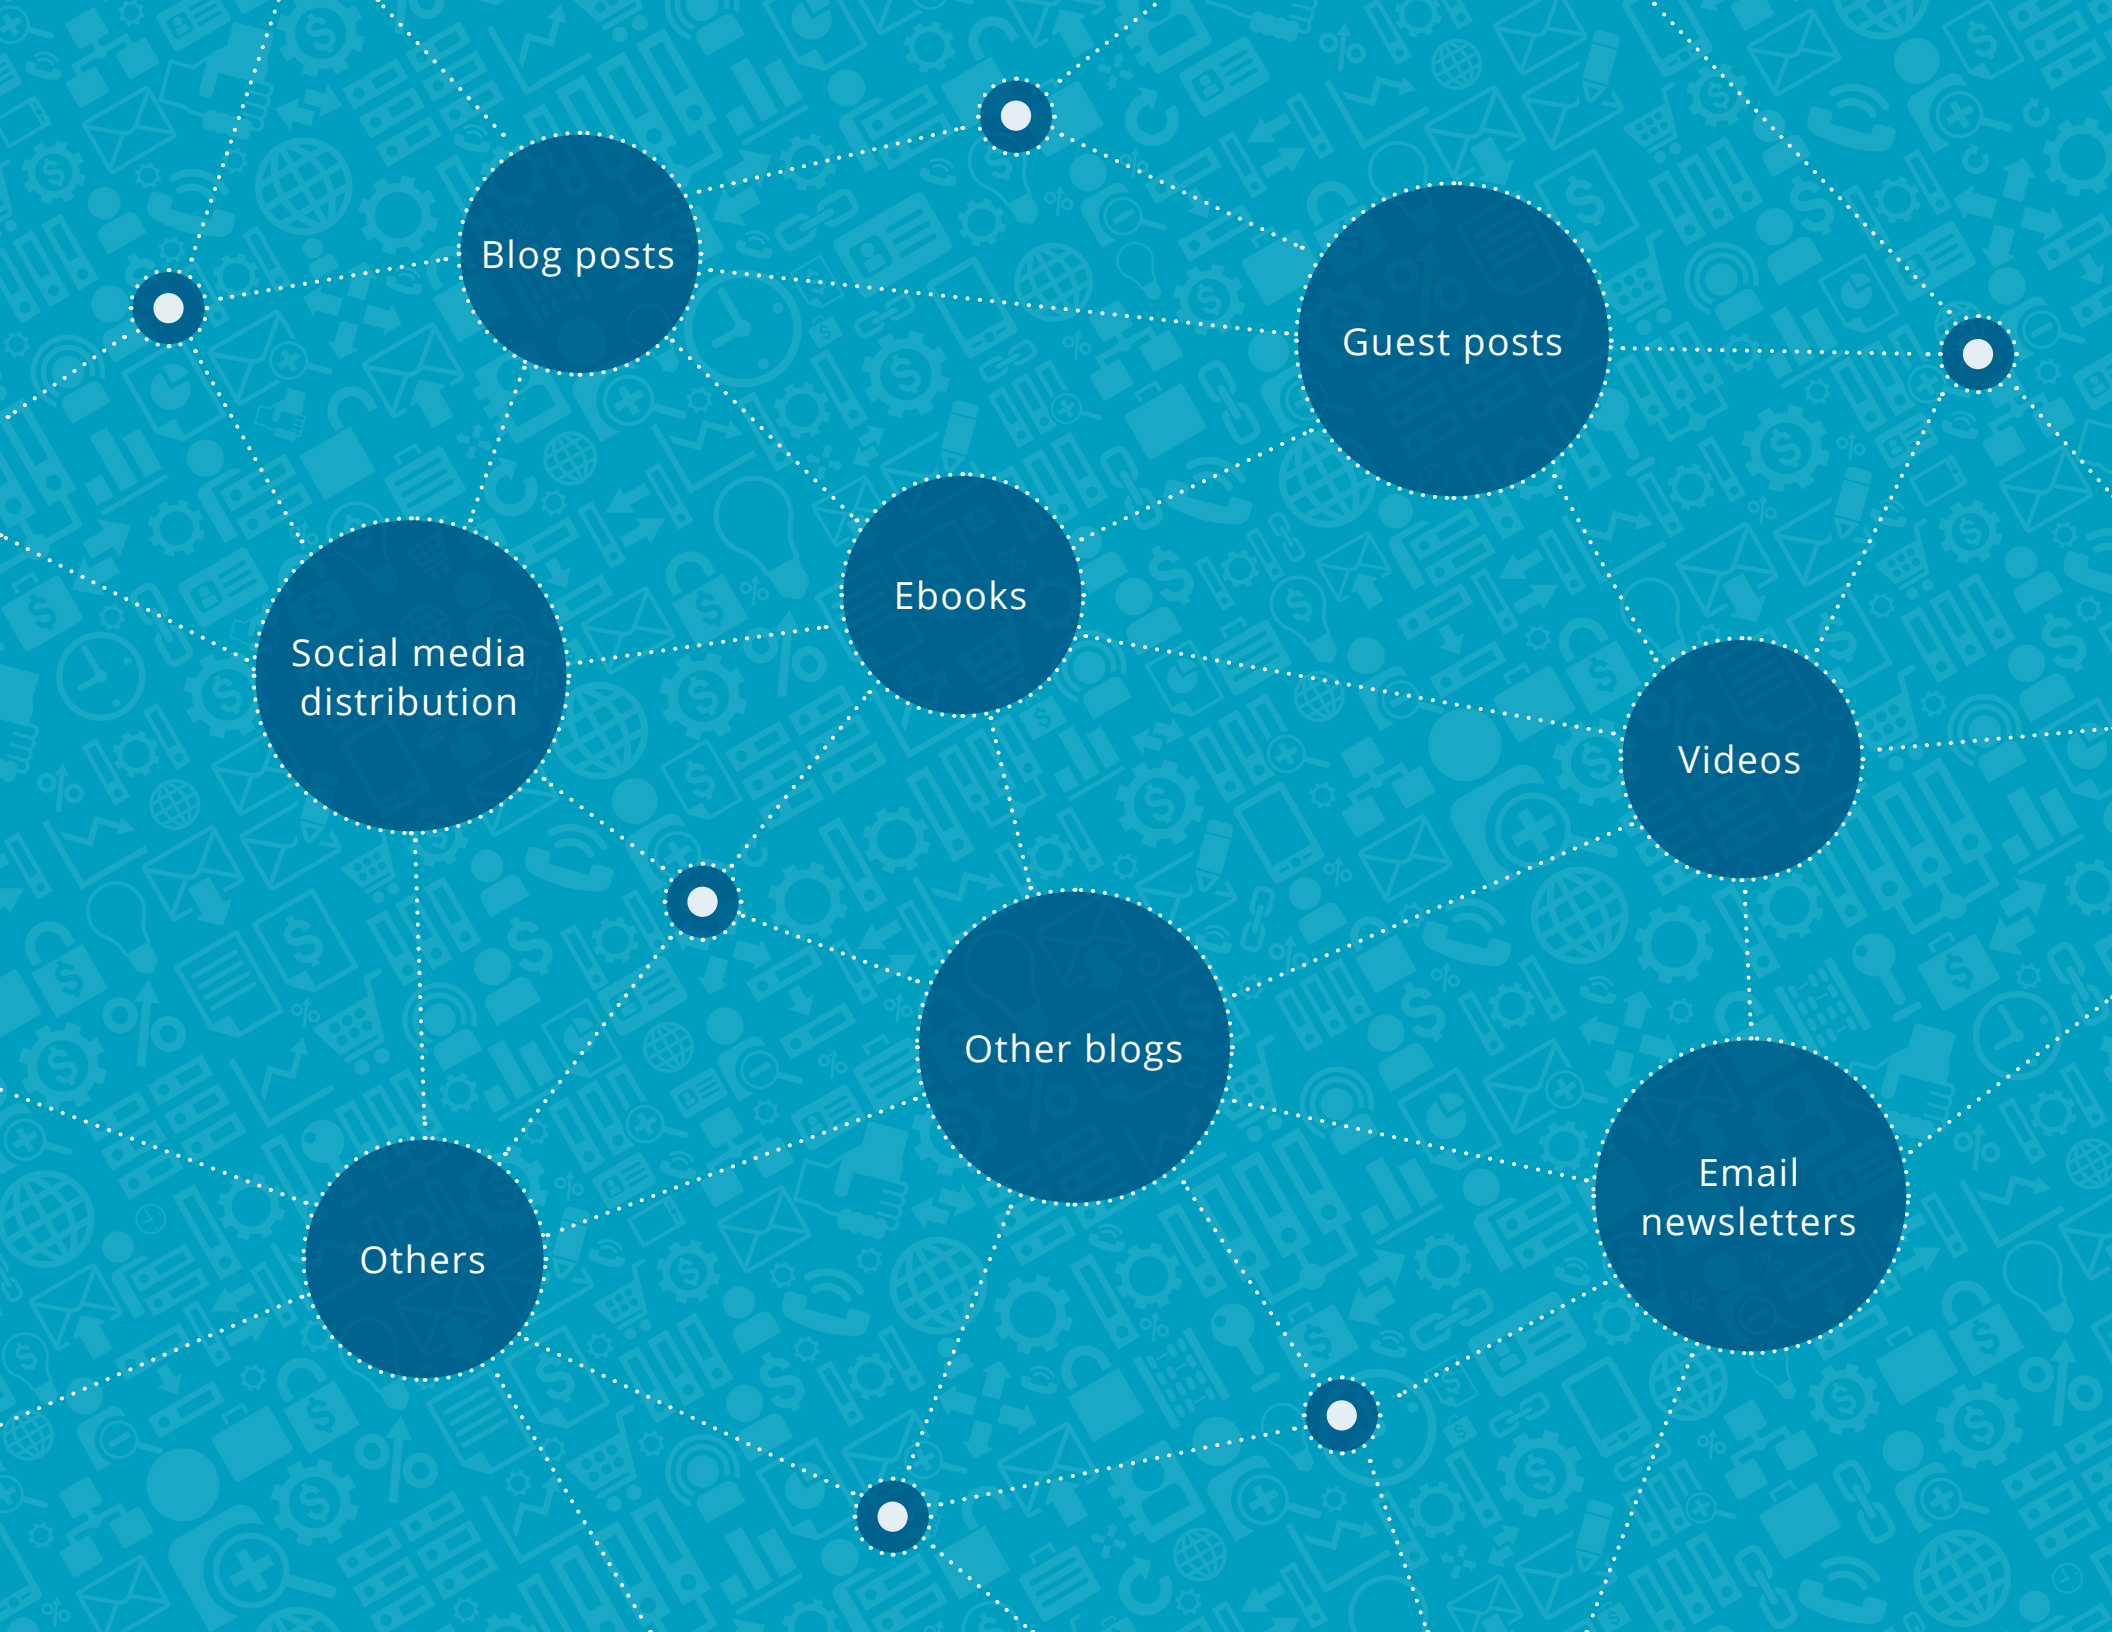 Blog posts
Guest posts
Ebooks
Social media
distribution
Videos
Other blogs
Email
newsletters
Others